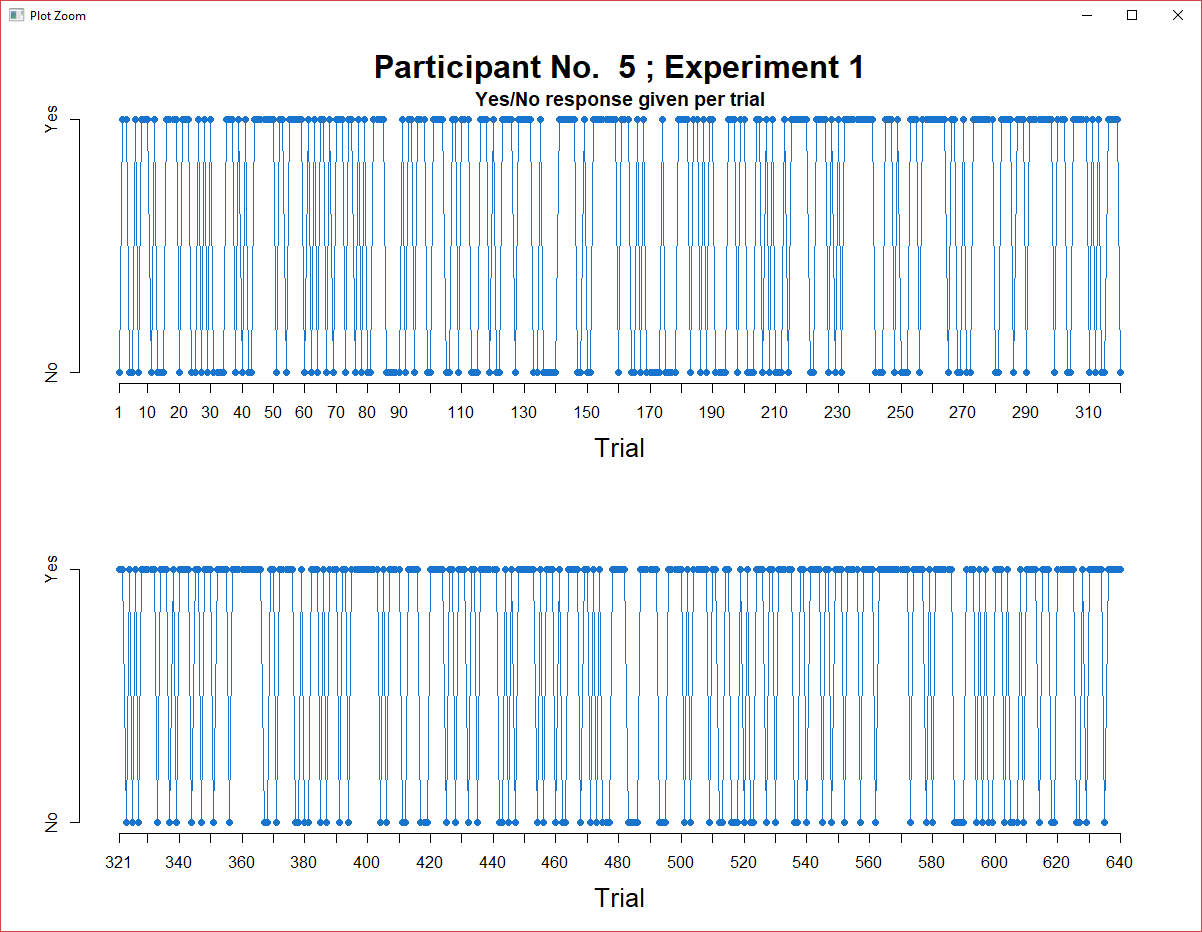 Plot Zoom
Participant No.  5 ; Experiment 1
Yes/No response given per trial
Yes
No
1 10 20 30 40 50 60 70 80 90 110 130 150 170 190 210 230 250 270 290 310
Trial
Yes
No
321 340 360 380 400 420 440 460 480 500 520 540 560 580 600 620 640
Trial